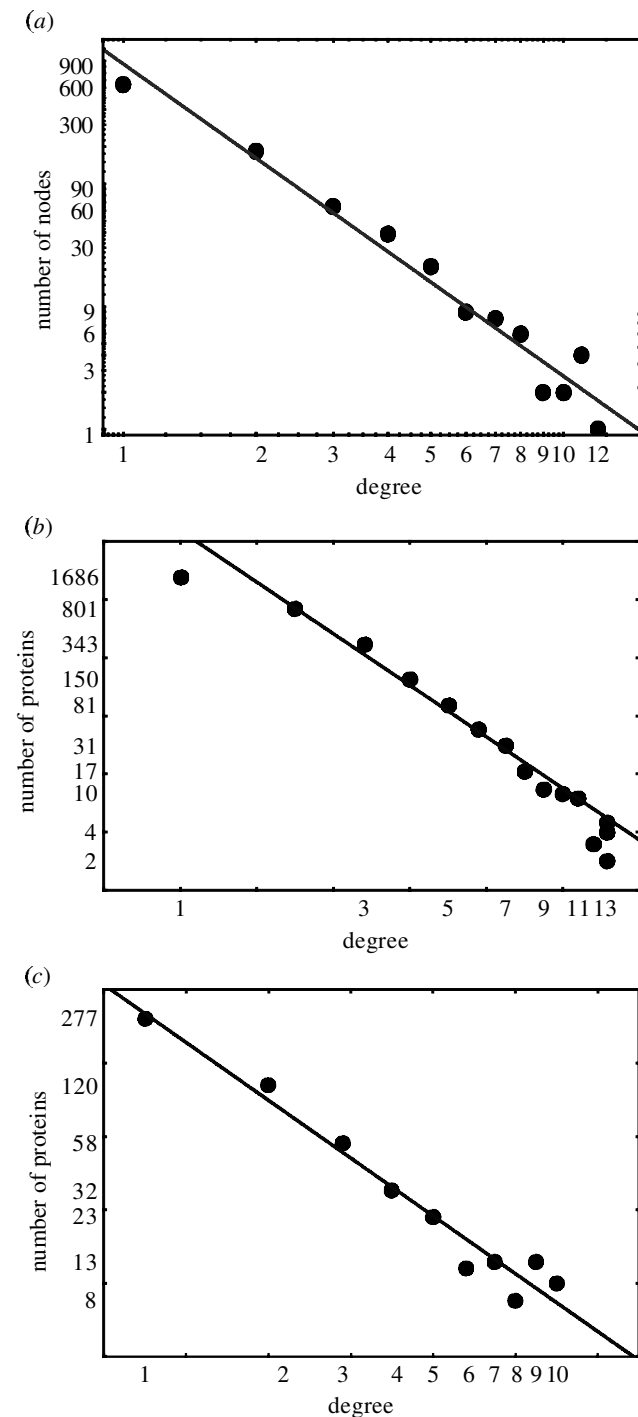 (a)
900
600
300
90
60
30
9
6
3
1
number of nodes
1 2 3 4 5 6 7 8 9 10 12
degree
(b)
1686
801
343
150
81
31
17
10
4
2
number of proteins
1 3 5 7 9 11 13
degree
(c)
277
120
58
32
23
13
8
number of proteins
1 2 3 4 5 6 7 8 9 10
degree